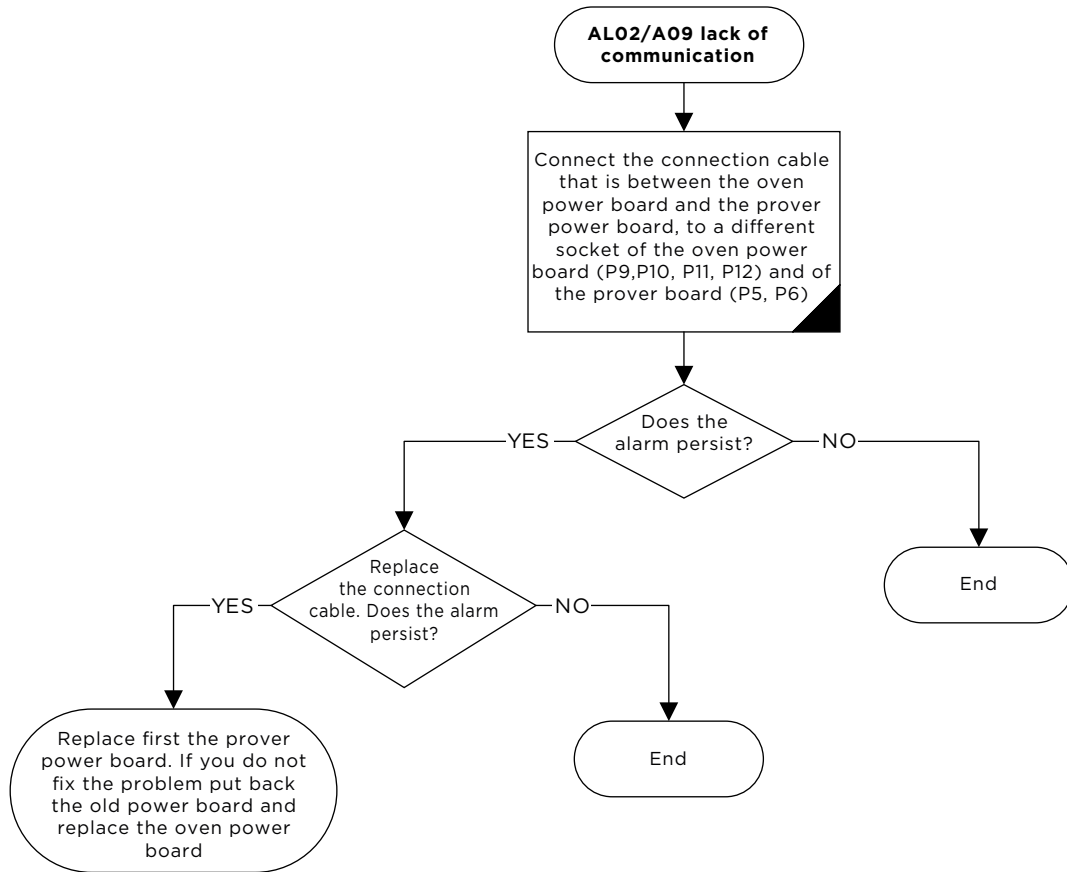 AL02/A09 lack of
communication
Connect the connection cable
that is between the oven
power board and the prover
power board, to a different
socket of the oven power
board (P9,P10, P11, P12) and of
the prover board (P5, P6)
Does the
alarm persist?
YES
NO
Replace
the connection
cable. Does the alarm
persist?
End
YES
NO
Replace first the prover
power board. If you do not
fix the problem put back
the old power board and
replace the oven power
board
End